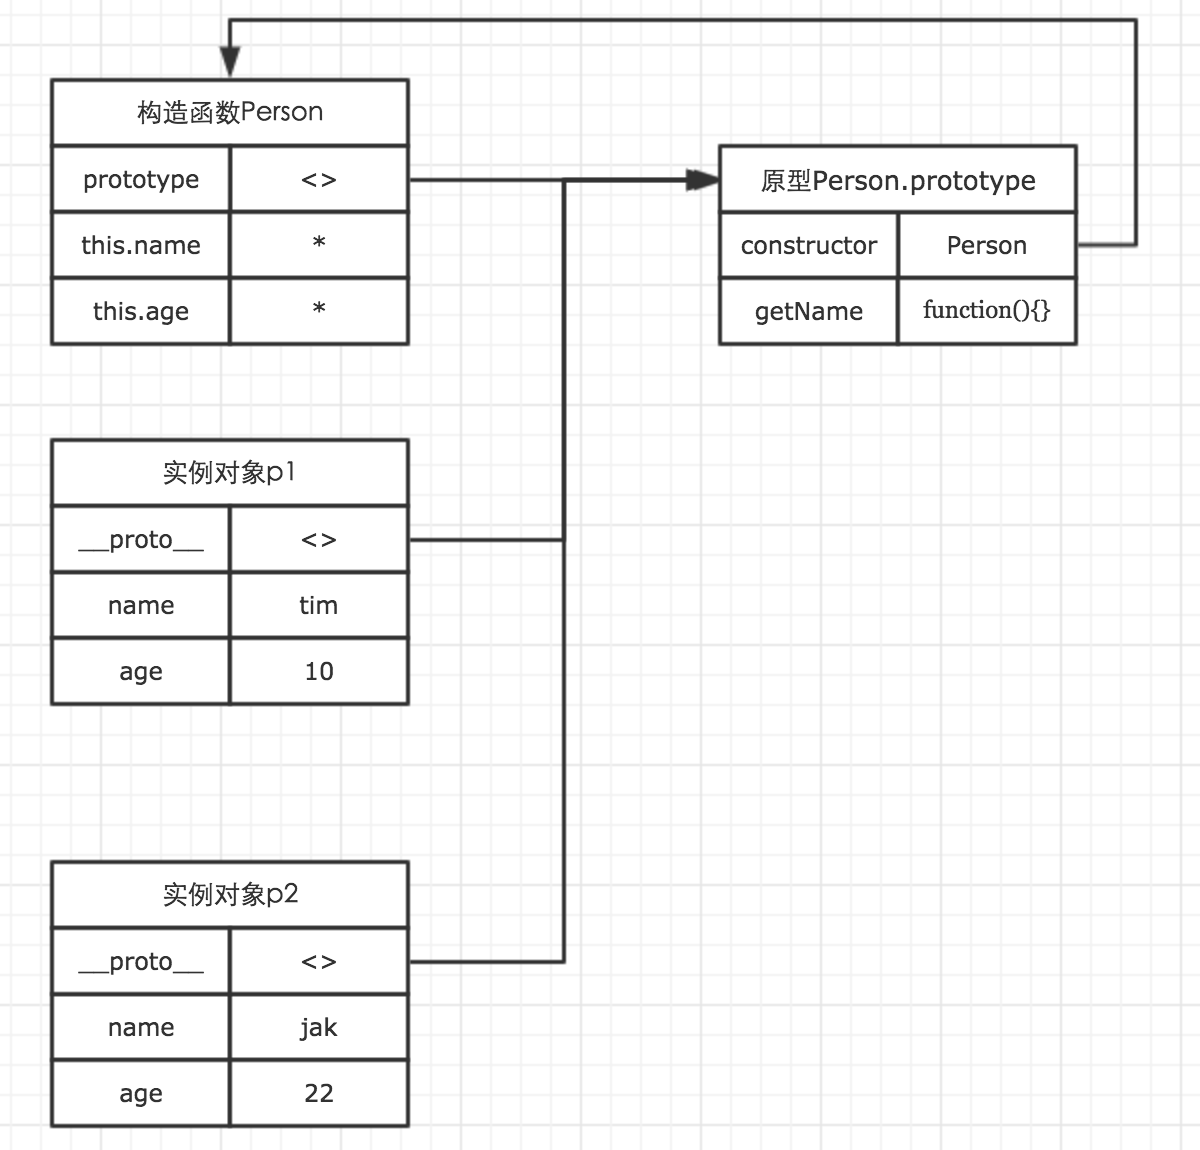 构造函数Person
prototype <>
this.name *
this.age *
原型Person.prototype
constructor Person
getName function(){}
实例对象p1
__proto__ <>
name tim
age 10
实例对象p2
__proto__ <>
name jak
age 22